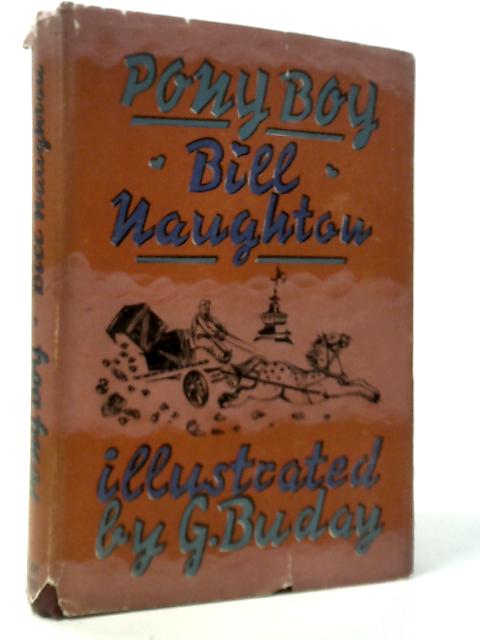 Pony Boy
Bill
Naughton
illustrated
by G. Buday
Pony Boy · Bill Naughton